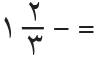 ١ ٢/٣ − =